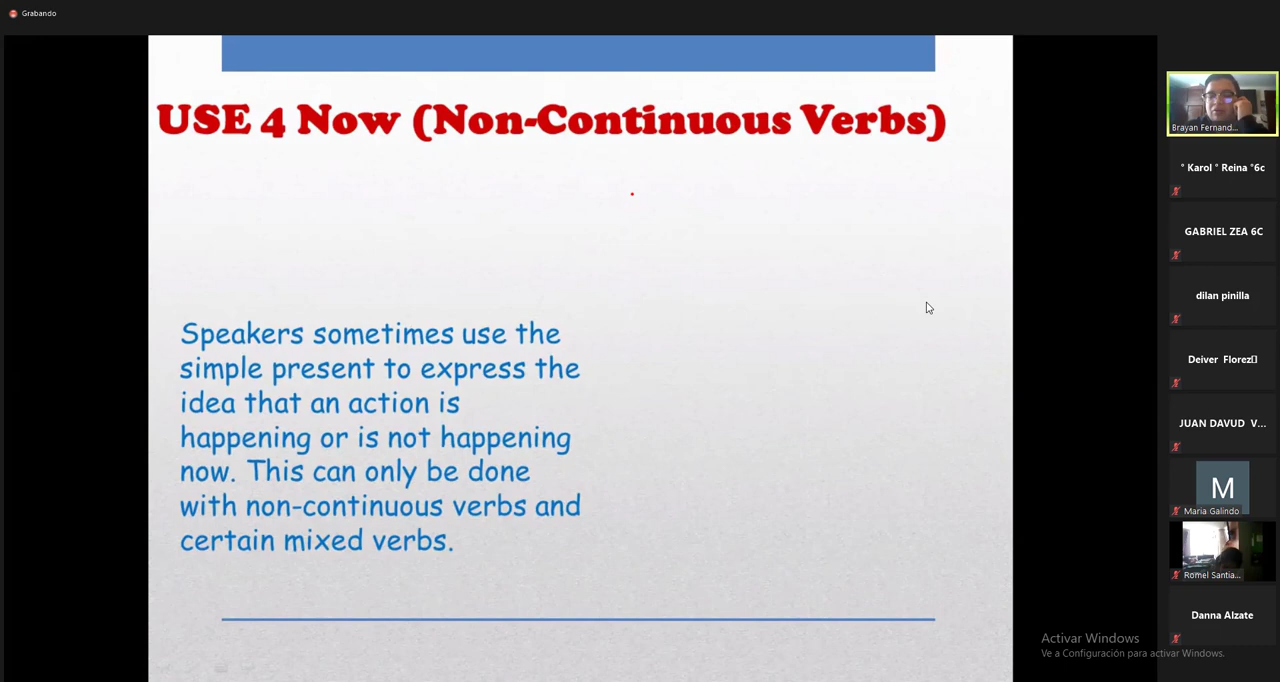 Grabando
USE 4 Now (Non-Continuous Verbs)
Speakers sometimes use the
simple present to express the
idea that an action is
happening or is not happening
now. This can only be done
with non-continuous verbs and
certain mixed verbs.
Brayan Fernand...
° Karol ° Reina °6c
GABRIEL ZEA 6C
dilan pinilla
Deiver Florez
JUAN DAVUD V...
M
Maria Galindo
Romel Santia...
Danna Alzate
Activar Windows
Ve a Configuración para activar Windows.